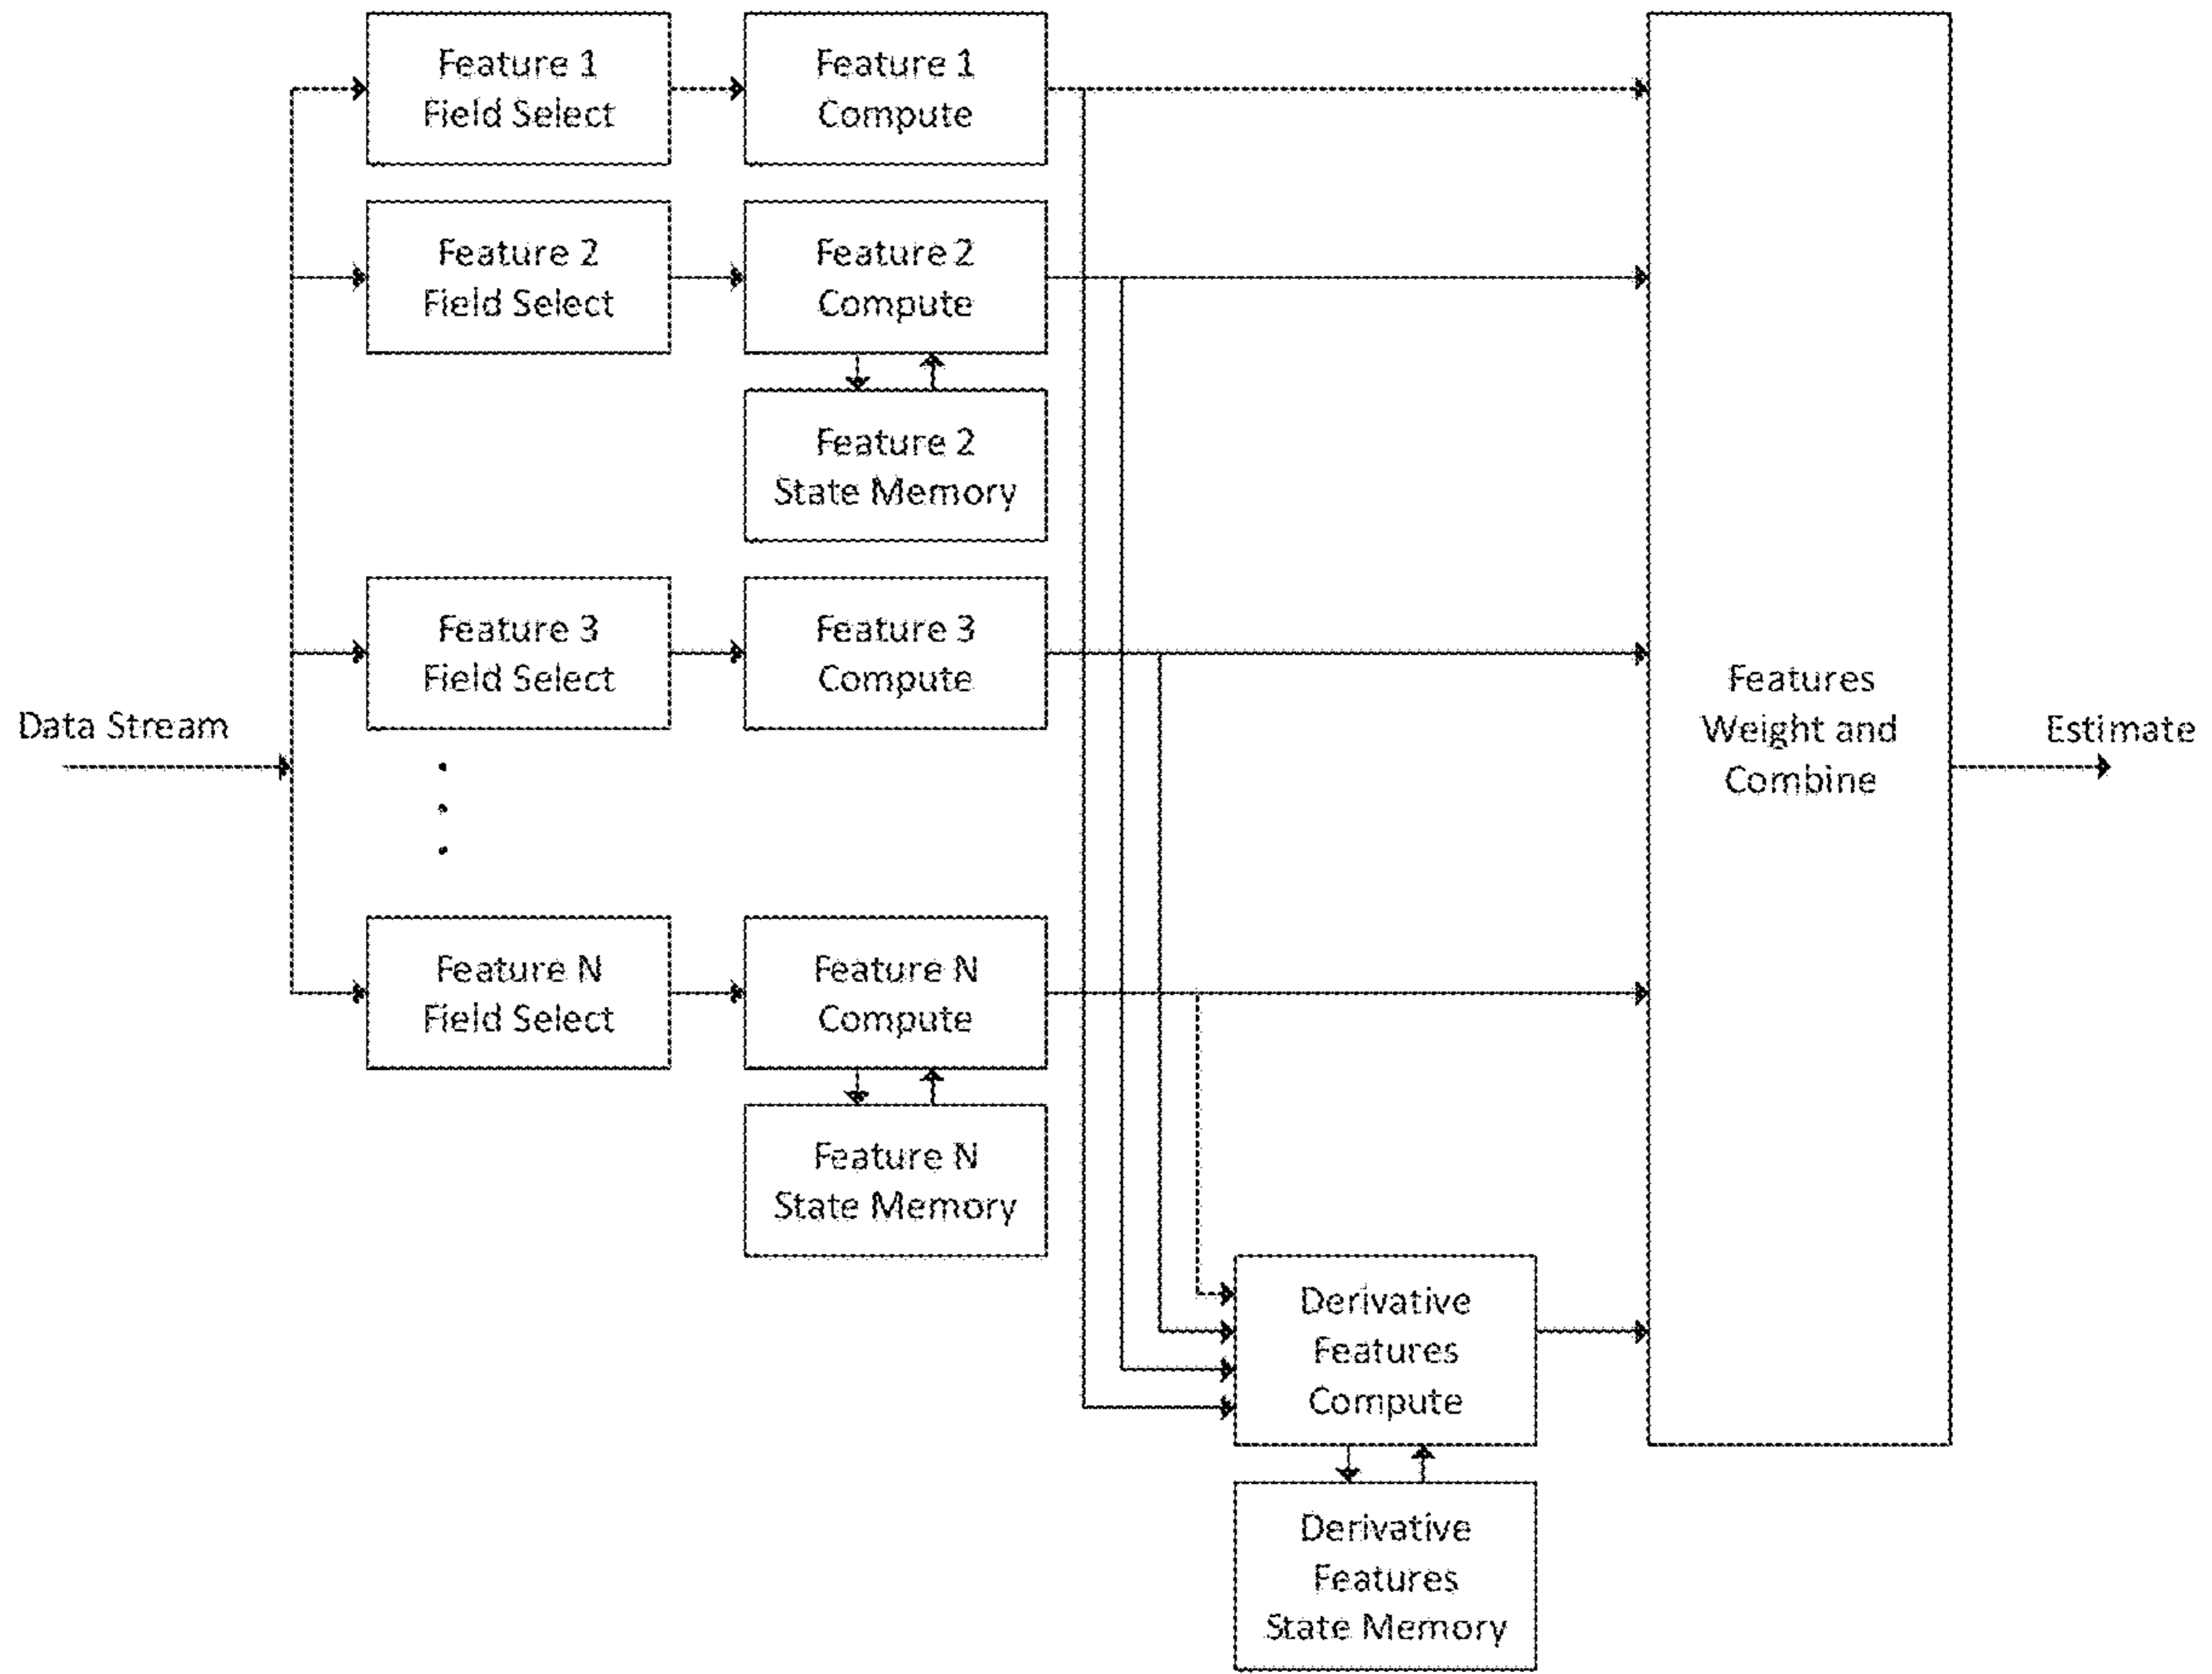 Feature 1
Field Select
Feature 1
Compute
Feature 2
Field Select
Feature 2
Compute
Feature 2
State Memory
Feature 3
Field Select
Feature 3
Compute
Data Stream
Features
Weight and
Combine
Estimate
Feature N
Field Select
Feature N
Compute
Feature N
State Memory
Derivative
Features
Compute
Derivative
Features
State Memory